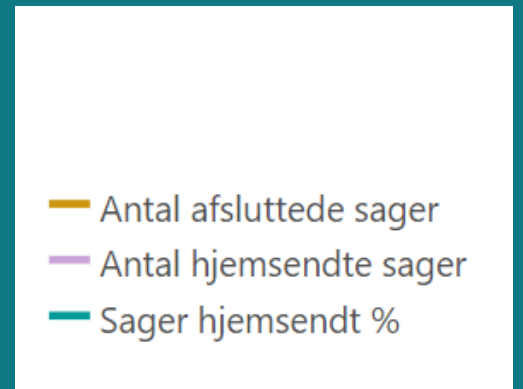 Antal afsluttede sager
Antal hjemsendte sager
Sager hjemsendt %